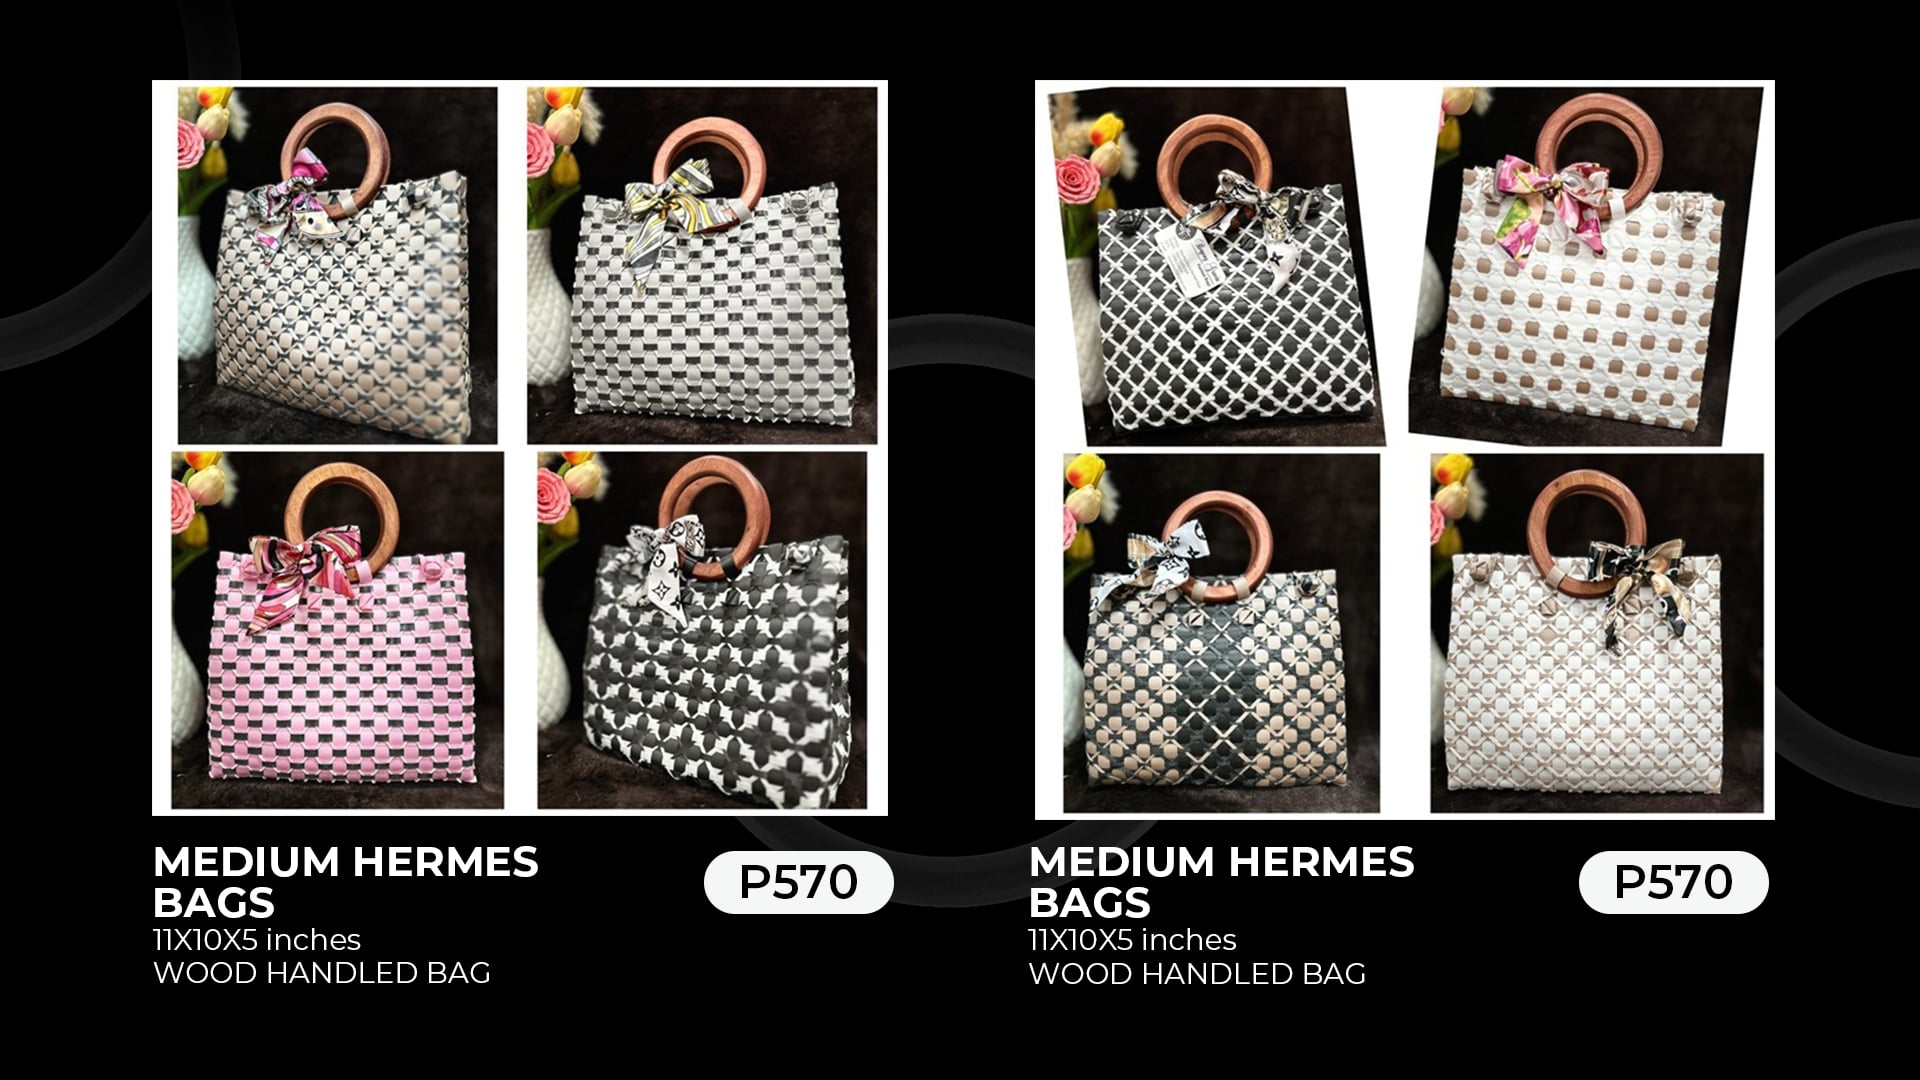 MEDIUM HERMES
BAGS
11X10X5 inches
WOOD HANDLED BAG
P570
MEDIUM HERMES
BAGS
11X10X5 inches
WOOD HANDLED BAG
P570